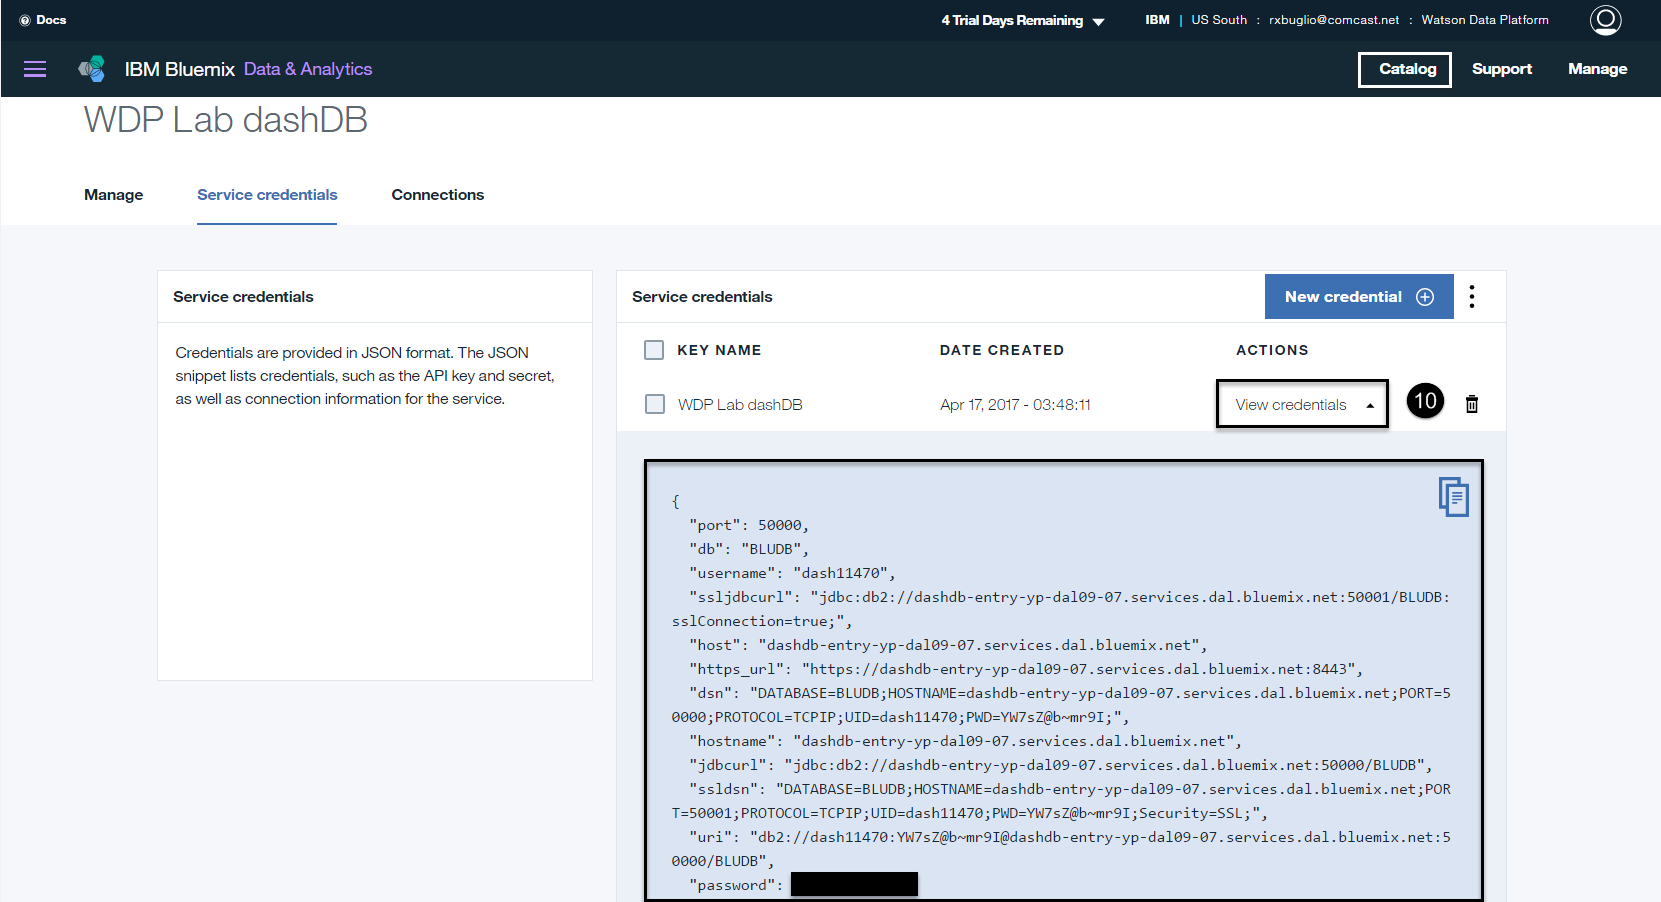 Docs
4 Trial Days Remaining
IBM | US South : rxbuglio@comcast.net : Watson Data Platform
IBM Bluemix Data & Analytics
Catalog
Support
Manage
WDP Lab dashDB
Manage
Service credentials
Connections
Service credentials
Credentials are provided in JSON format. The JSON
snippet lists credentials, such as the API key and secret,
as well as connection information for the service.
Service credentials
New credential
KEY NAME
DATE CREATED
ACTIONS
WDP Lab dashDB
Apr 17, 2017 - 03:48:11
View credentials
10
{
"port": 50000,
"db": "BLUDB",
"username": "dash11470",
"ssljdbcurl": "jdbc:db2://dashdb-entry-yp-dal09-07.services.dal.bluemix.net:50001/BLUDB:
sslConnection=true;",
"host": "dashdb-entry-yp-dal09-07.services.dal.bluemix.net",
"https_url": "https://dashdb-entry-yp-dal09-07.services.dal.bluemix.net:8443",
"dsn": "DATABASE=BLUDB;HOSTNAME=dashdb-entry-yp-dal09-07.services.dal.bluemix.net;PORT=5
0000;PROTOCOL=TCPIP;UID=dash11470;PWD=YW7sZ@b~mr9I;",
"hostname": "dashdb-entry-yp-dal09-07.services.dal.bluemix.net",
"jdbcurl": "jdbc:db2://dashdb-entry-yp-dal09-07.services.dal.bluemix.net:50000/BLUDB",
"ssldsn": "DATABASE=BLUDB;HOSTNAME=dashdb-entry-yp-dal09-07.services.dal.bluemix.net;POR
T=50001;PROTOCOL=TCPIP;UID=dash11470;PWD=YW7sZ@b~mr9I;Security=SSL;",
"uri": "db2://dash11470:YW7sZ@b~mr9I@dashdb-entry-yp-dal09-07.services.dal.bluemix.net:5
0000/BLUDB",
"password":